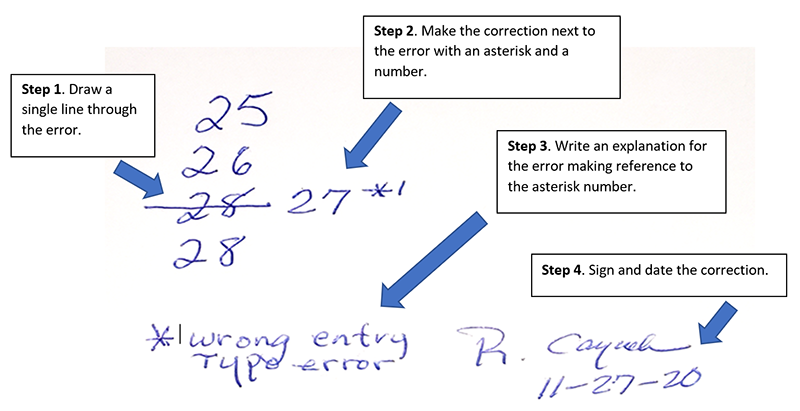 Step 2. Make the correction next to
the error with an asterisk and a
number.
Step 1. Draw a
single line through
the error.
25
26
28 27 *1
28
Step 3. Write an explanation for
the error making reference to
the asterisk number.
Step 4. Sign and date the correction.
*1 wrong entry
Type error
R.
11-27-20